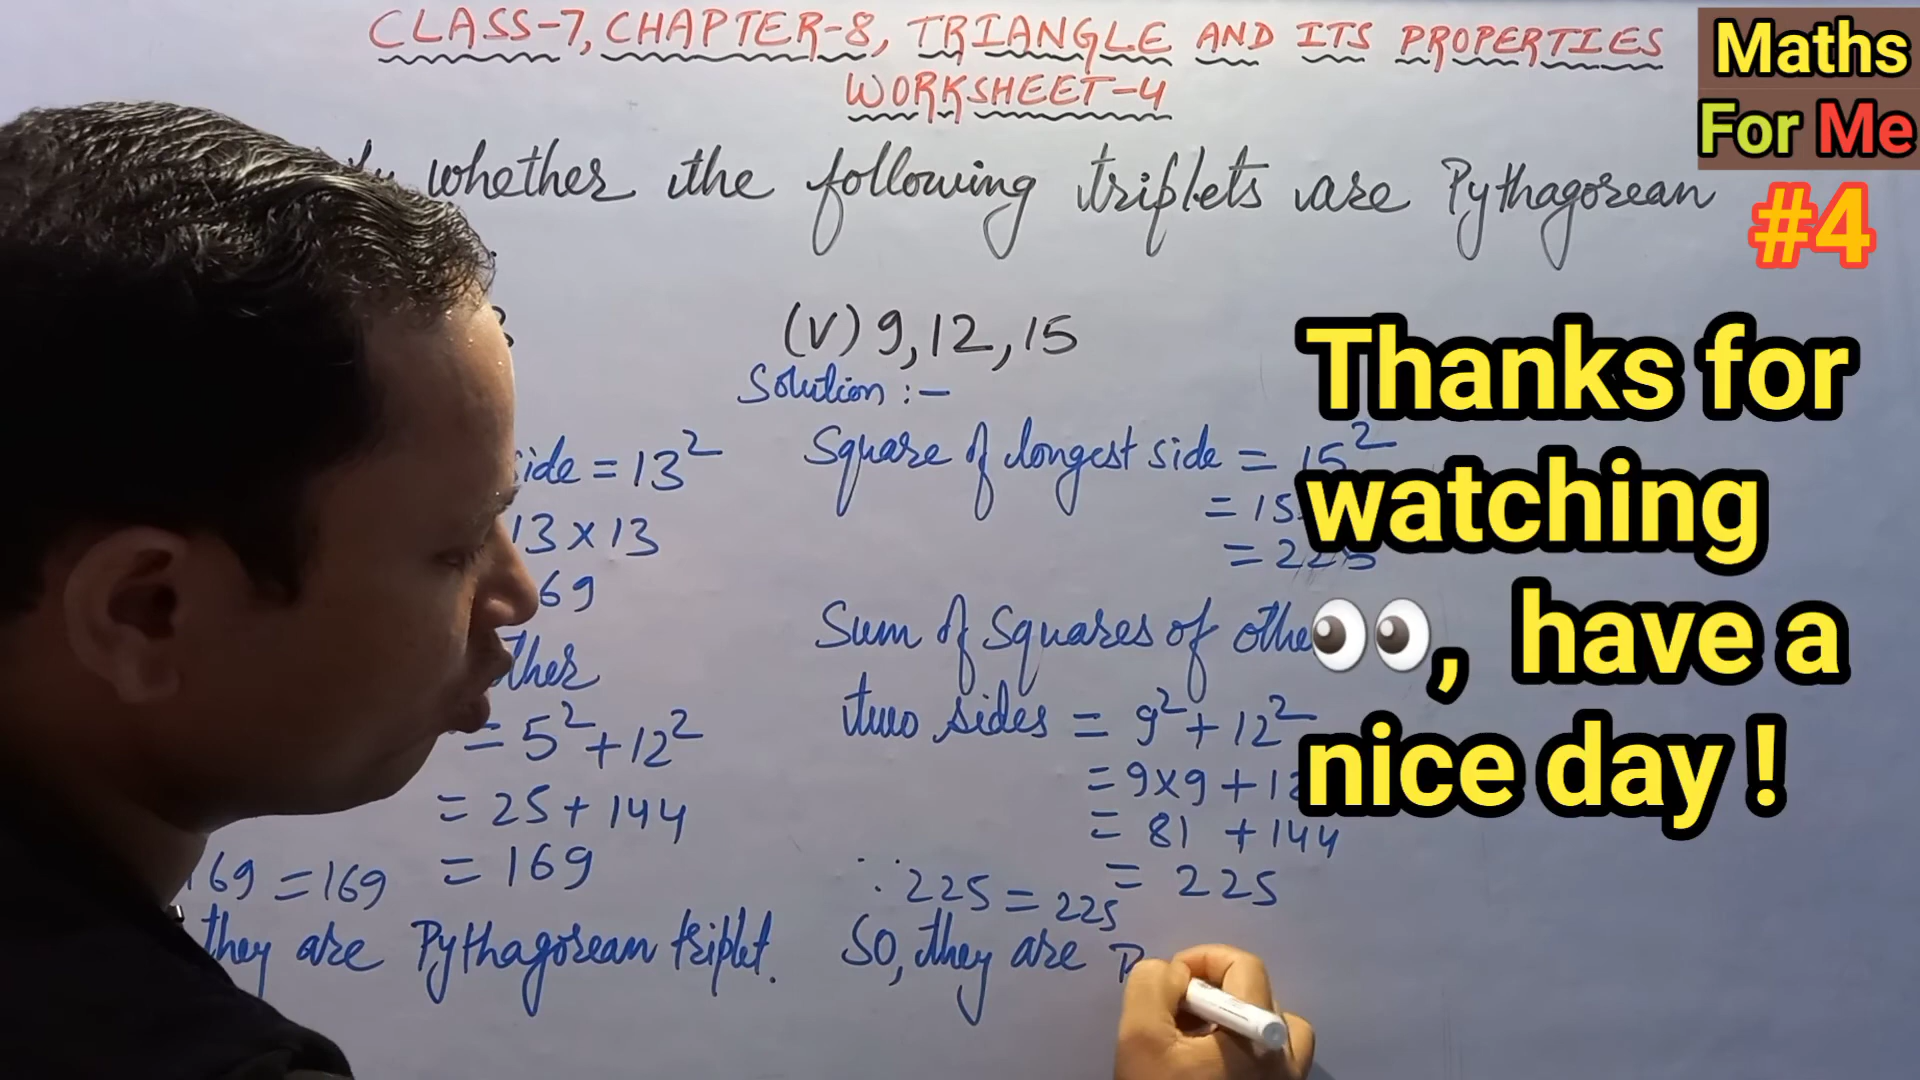 CLASS-7, CHAPTER-8, TRIANGLE AND ITS PROPERTIES
WORKSHEET-4
Maths
For Me
#4
whether the following triplets are Pythagorean
(V) 9, 12, 15
Solution :-
Square of longest side = 15²
= 15
= 225
Sum of squares of othe
two sides = 9² + 12²
= 9x9 + 12
= 81 + 144
= 225
∵ 225 = 225
So, they are P
ide = 13²
13 x 13
69
ther
= 5² + 12²
= 25 + 144
= 169
169 = 169
they are Pythagorean triplet.
Thanks for
watching
👀, have a
nice day !